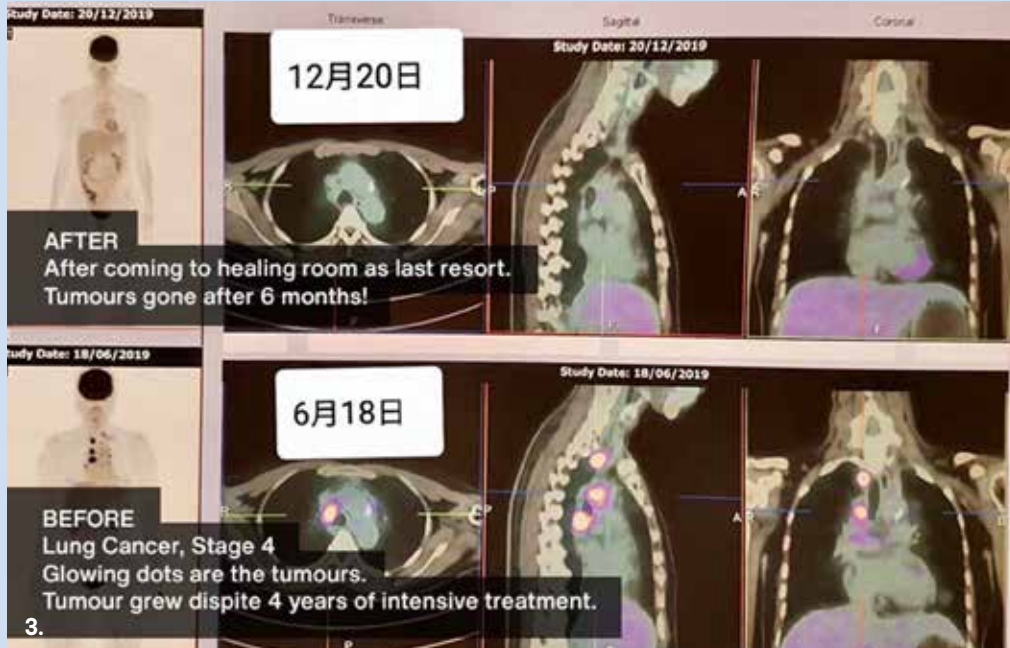 Study Date: 20/12/2019
Transverse
Sagittal
Coronal
Study Date: 20/12/2019
12月20日
R
P
A
AFTER
After coming to healing room as last resort.
Tumours gone after 6 months!
Study Date: 18/06/2019
Study Date: 18/06/2019
6月18日
R
P
A
BEFORE
Lung Cancer, Stage 4
Glowing dots are the tumours.
Tumour grew dispite 4 years of intensive treatment.
P
3.